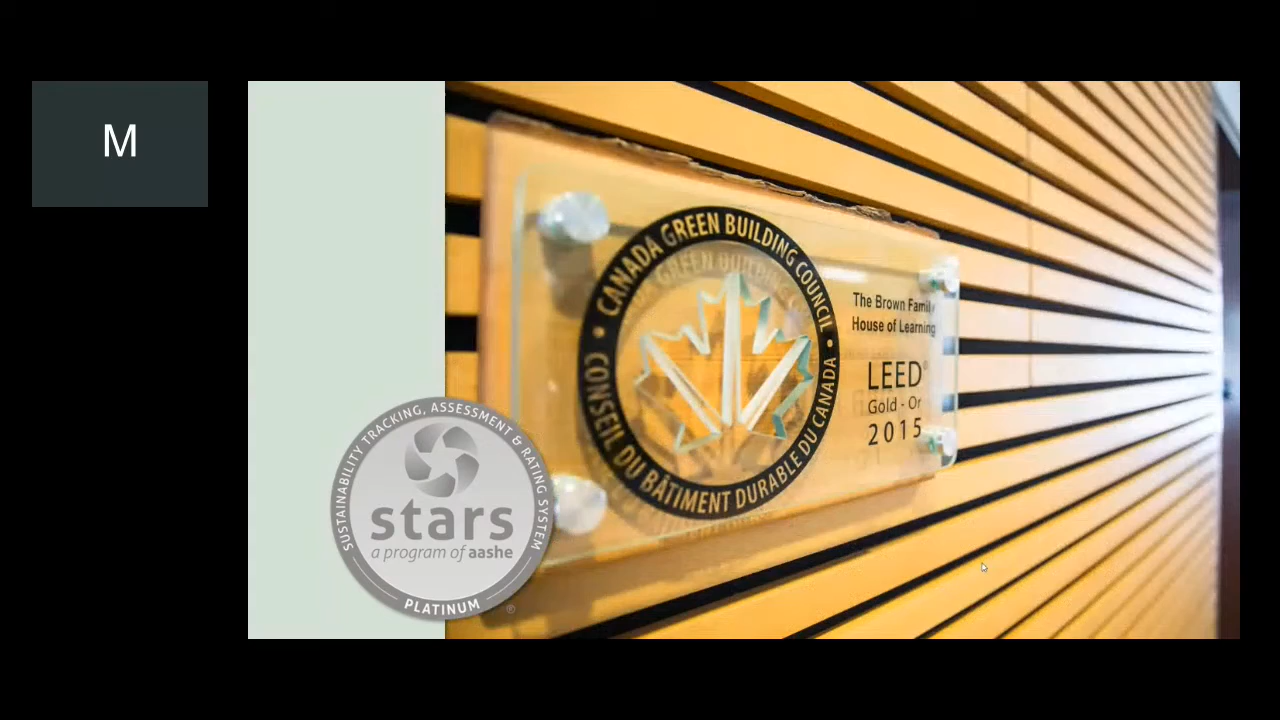 M
CANADA GREEN BUILDING COUNCIL
CONSEIL DU BÂTIMENT DURABLE DU CANADA
The Brown Family
House of Learning
LEED®
Gold - Or
2015
SUSTAINABILITY TRACKING, ASSESSMENT & RATING SYSTEM
stars
a program of aashe
PLATINUM ®